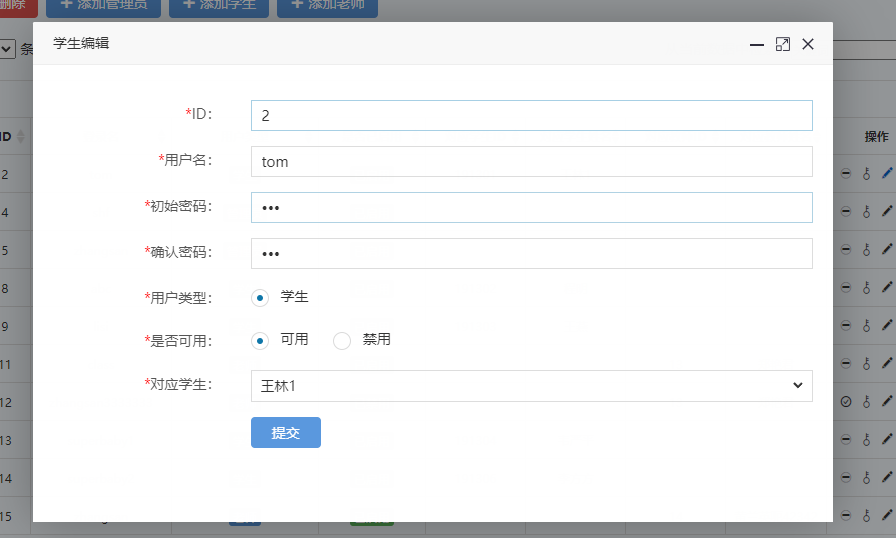 删除 添加管理员 添加学生 添加老师
条
学生编辑
*ID: 2
*用户名: tom
*初始密码: •••
*确认密码: •••
*用户类型: 学生
*是否可用: 可用 禁用
*对应学生: 王林1
提交
ID
操作
2
4
5
8
9
11
12
13
14
15